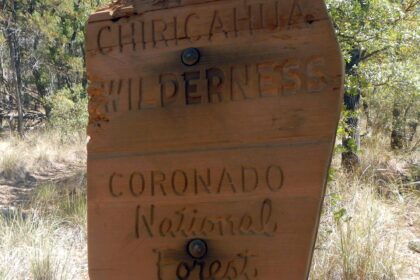 CHIRICAHUA
WILDERNESS
CORONADO
National
Forest